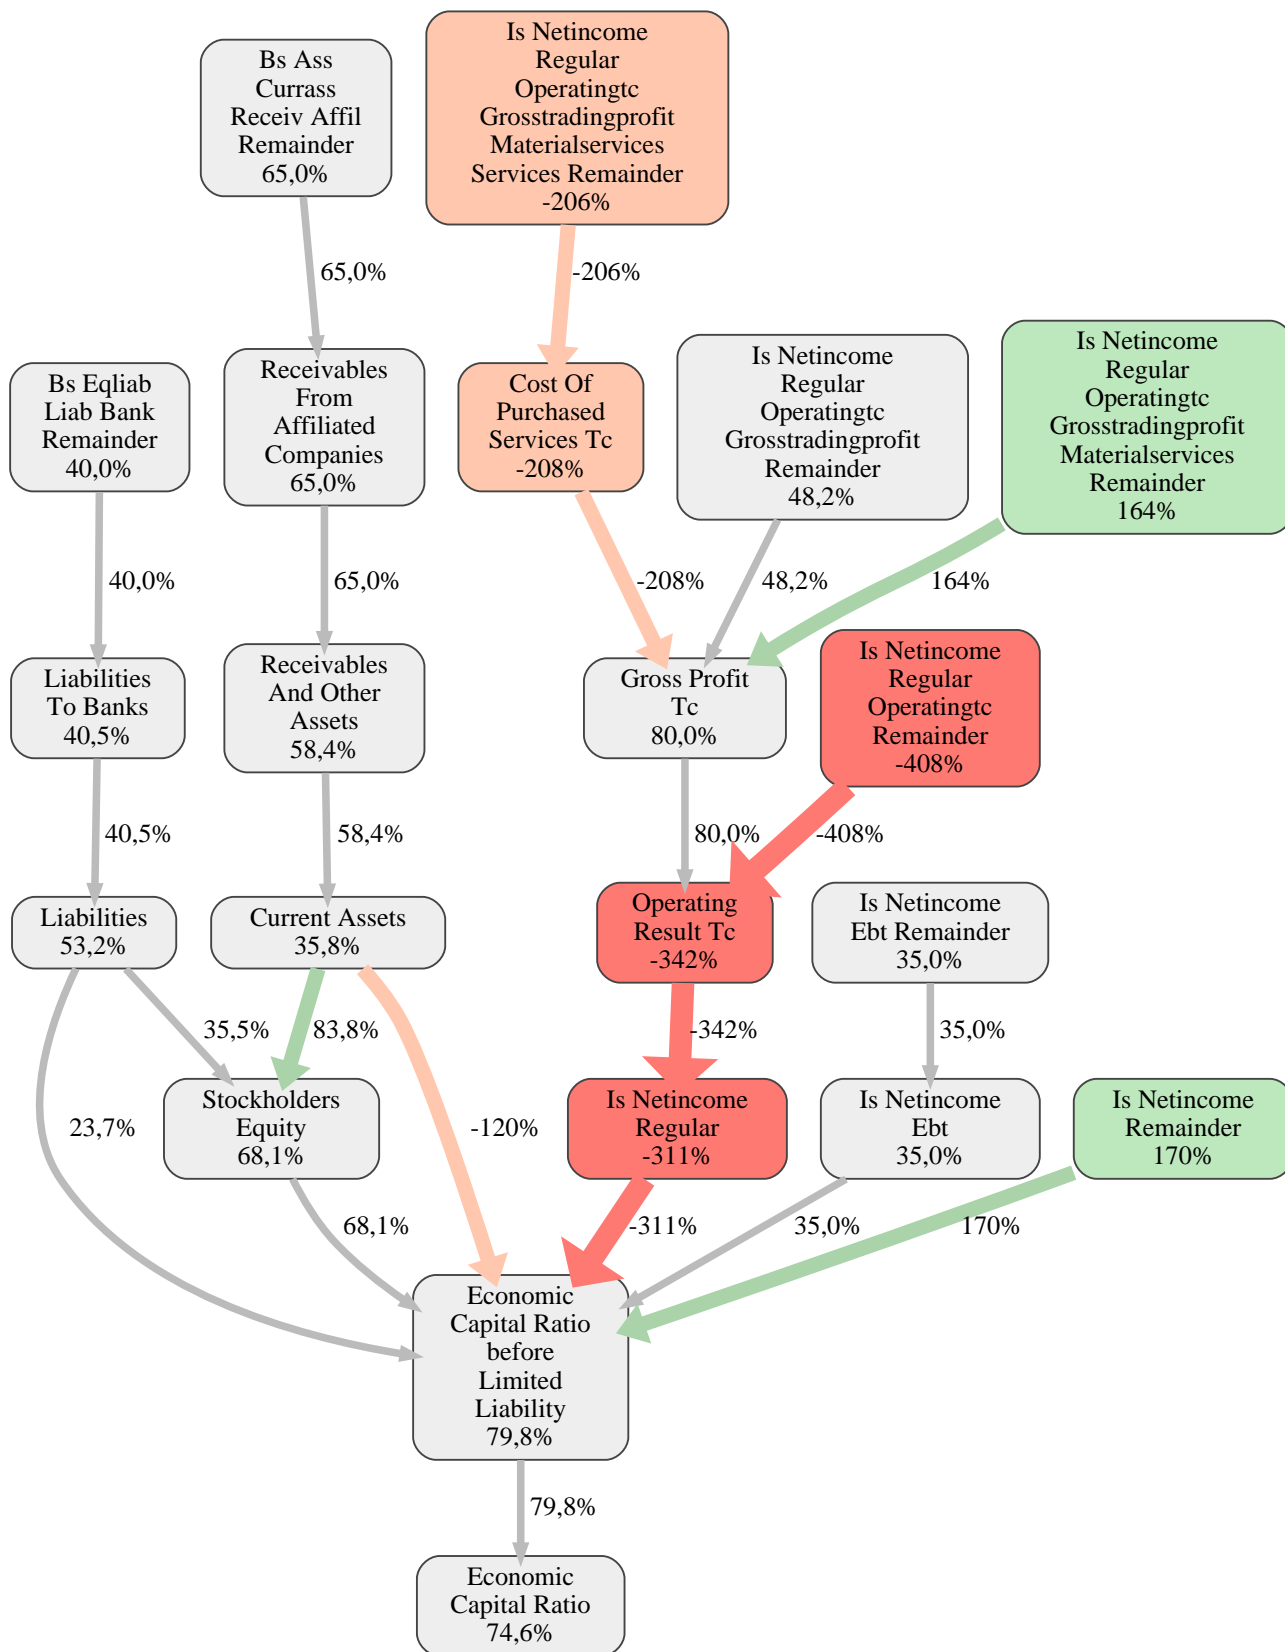 Bs Ass
Currass
Receiv Affil
Remainder
65,0%
Is Netincome
Regular
Operatingtc
Grosstradingprofit
Materialservices
Services Remainder
-206%
65,0%
-206%
Bs Eqliab
Liab Bank
Remainder
40,0%
Receivables
From
Affiliated
Companies
65,0%
Cost Of
Purchased
Services Tc
-208%
Is Netincome
Regular
Operatingtc
Grosstradingprofit
Remainder
48,2%
Is Netincome
Regular
Operatingtc
Grosstradingprofit
Materialservices
Remainder
164%
40,0%
65,0%
-208%
48,2%
164%
Liabilities
To Banks
40,5%
Receivables
And Other
Assets
58,4%
Gross Profit
Tc
80,0%
Is Netincome
Regular
Operatingtc
Remainder
-408%
40,5%
58,4%
80,0%
-408%
Liabilities
53,2%
Current Assets
35,8%
Operating
Result Tc
-342%
Is Netincome
Ebt Remainder
35,0%
35,5%
83,8%
-342%
35,0%
Stockholders
Equity
68,1%
Is Netincome
Regular
-311%
Is Netincome
Ebt
35,0%
Is Netincome
Remainder
170%
23,7%
-120%
68,1%
-311%
35,0%
170%
Economic
Capital Ratio
before
Limited
Liability
79,8%
79,8%
Economic
Capital Ratio
74,6%